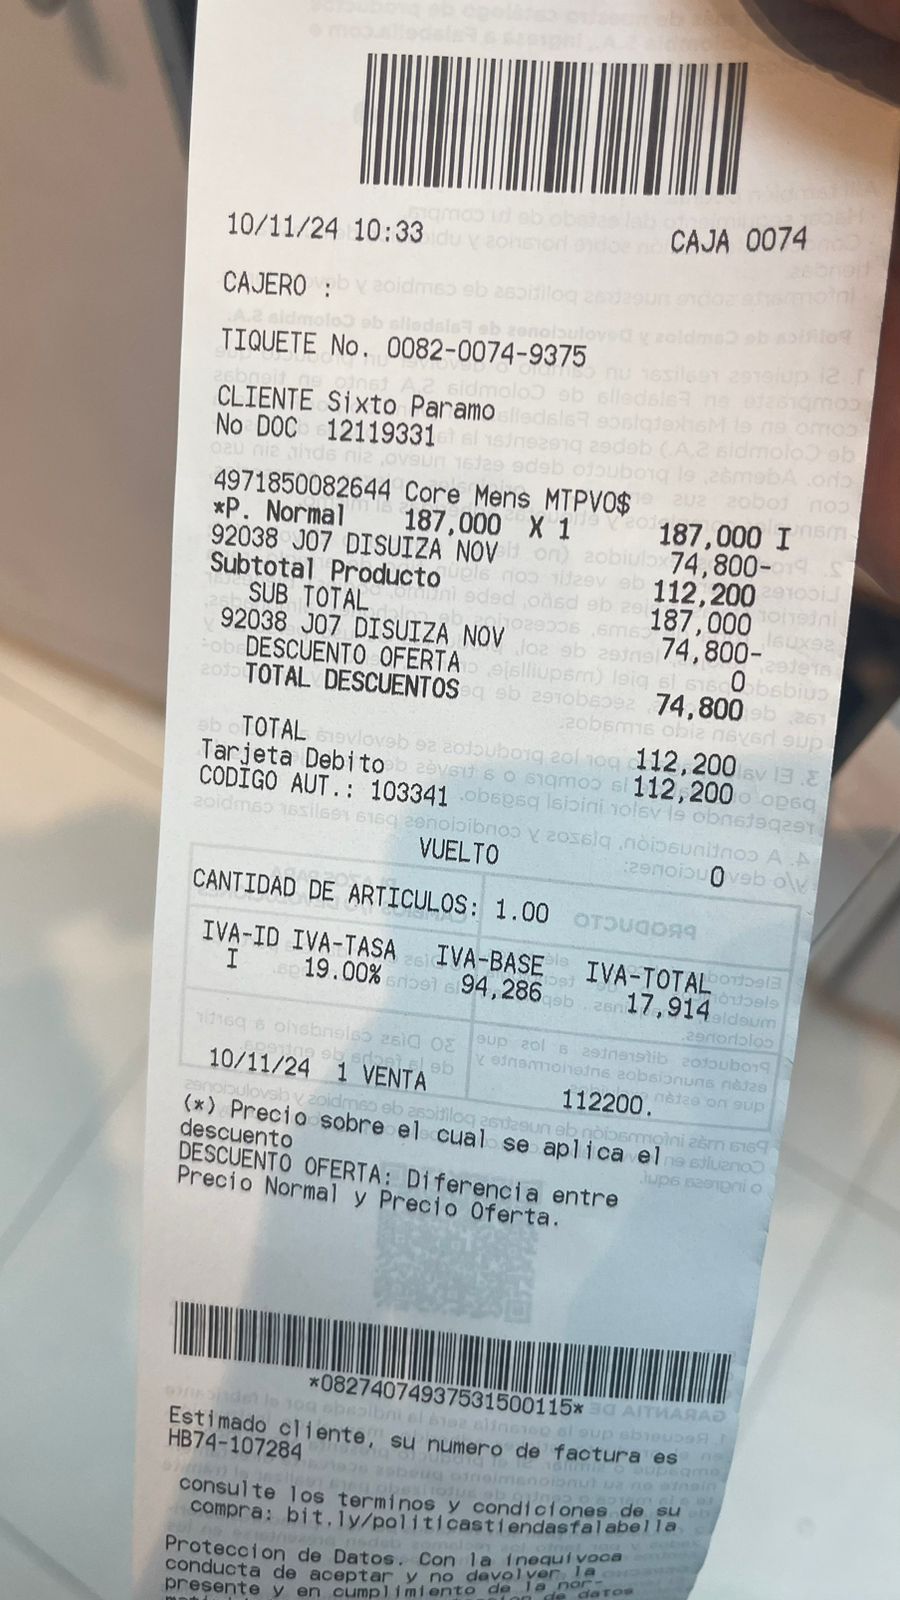 10/11/24 10:33 CAJA 0074
CAJERO :
TIQUETE No. 0082-0074-9375
CLIENTE Sixto Paramo
No DOC 12119331
4971850082644 Core Mens MTPVO$
*P. Normal 187,000 X 1 187,000 I
92038 J07 DISUIZA NOV 74,800-
Subtotal Producto 112,200
SUB TOTAL 187,000
92038 J07 DISUIZA NOV 74,800-
DESCUENTO OFERTA 0
TOTAL DESCUENTOS 74,800
TOTAL 112,200
Tarjeta Debito 112,200
CODIGO AUT.: 103341
VUELTO 0
CANTIDAD DE ARTICULOS: 1.00
IVA-ID IVA-TASA IVA-BASE IVA-TOTAL
I 19.00% 94,286 17,914
10/11/24 1 VENTA 112200.
(*) Precio sobre el cual se aplica el
descuento
DESCUENTO OFERTA: Diferencia entre
Precio Normal y Precio Oferta.
*08274074937531500115*
Estimado cliente, su numero de factura es
HB74-107284
consulte los terminos y condiciones de su
compra: bit.ly/politicastiendasfalabella
Proteccion de Datos. Con la inequivoca
conducta de aceptar y no devolver la
presente y en cumplimiento de la nor-